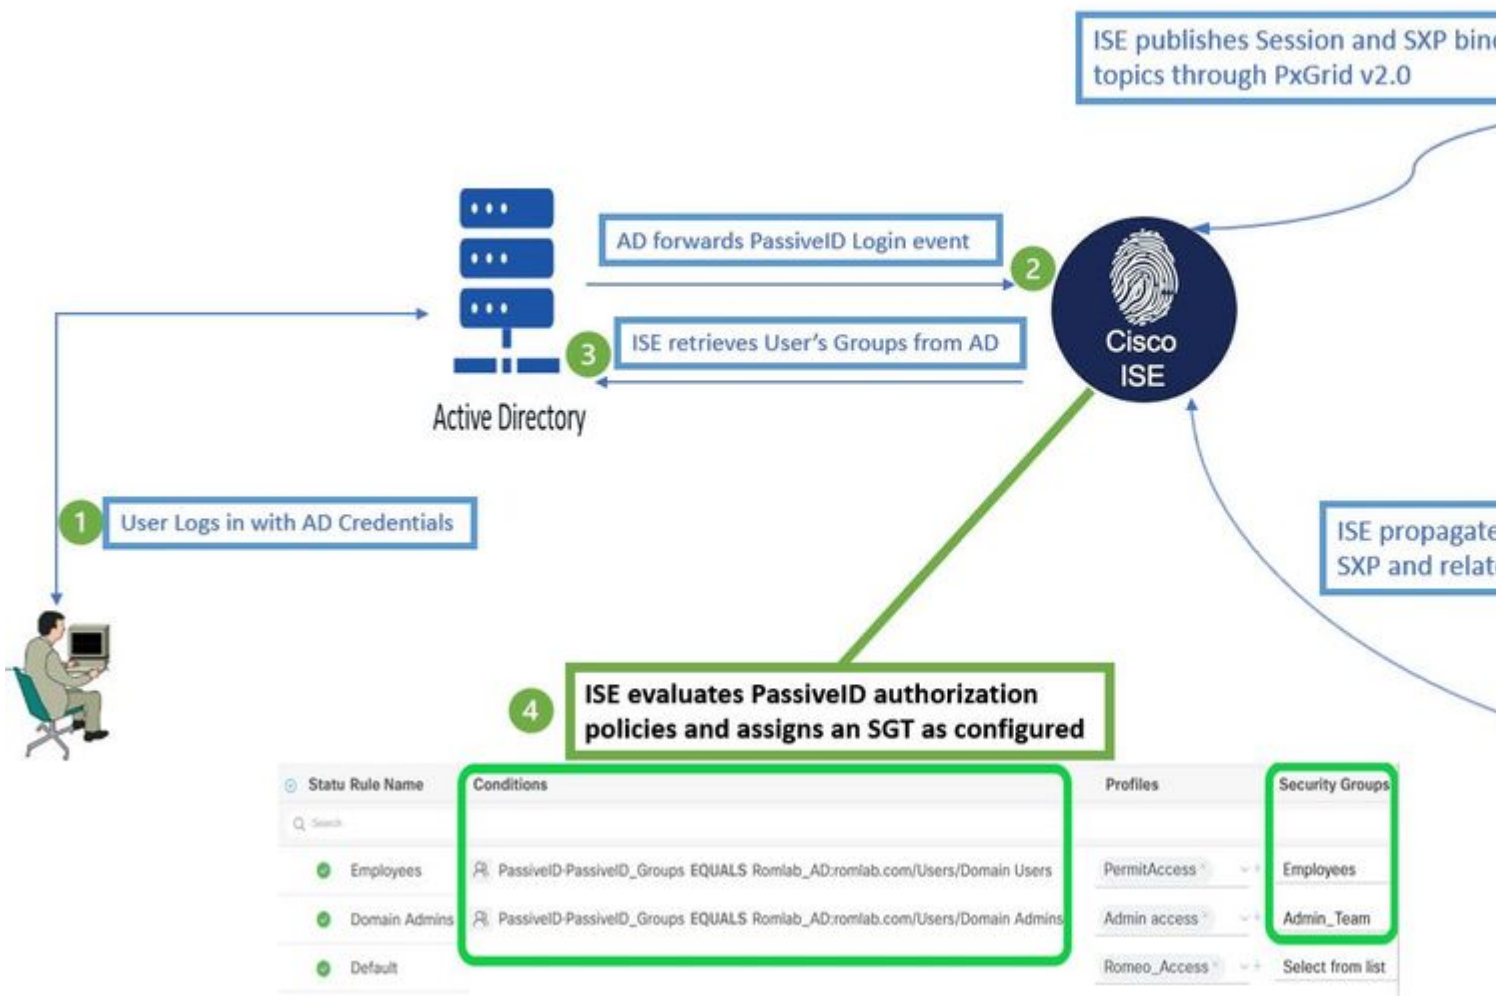 ISE publishes Session and SXP bin
topics through PxGrid v2.0
AD forwards PassiveID Login event
2
3
ISE retrieves User's Groups from AD
Cisco
ISE
Active Directory
1
User Logs in with AD Credentials
ISE propagate
SXP and relat
4
ISE evaluates PassiveID authorization
policies and assigns an SGT as configured
Statu Rule Name Conditions Profiles Security Groups
Search
Employees PassiveID-PassiveID_Groups EQUALS Romlab_AD:romlab.com/Users/Domain Users PermitAccess Employees
Domain Admins PassiveID-PassiveID_Groups EQUALS Romlab_AD:romlab.com/Users/Domain Admins Admin access Admin_Team
Default Romeo_Access Select from list